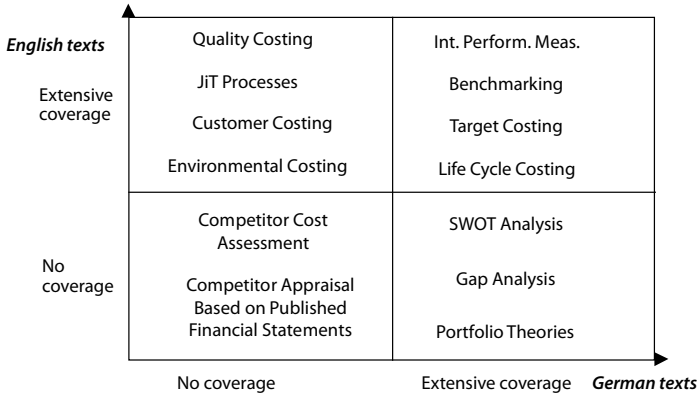 English texts
Extensive
coverage
Quality Costing
JiT Processes
Customer Costing
Environmental Costing
Int. Perform. Meas.
Benchmarking
Target Costing
Life Cycle Costing
No
coverage
Competitor Cost
Assessment
Competitor Appraisal
Based on Published
Financial Statements
SWOT Analysis
Gap Analysis
Portfolio Theories
No coverage
Extensive coverage
German texts